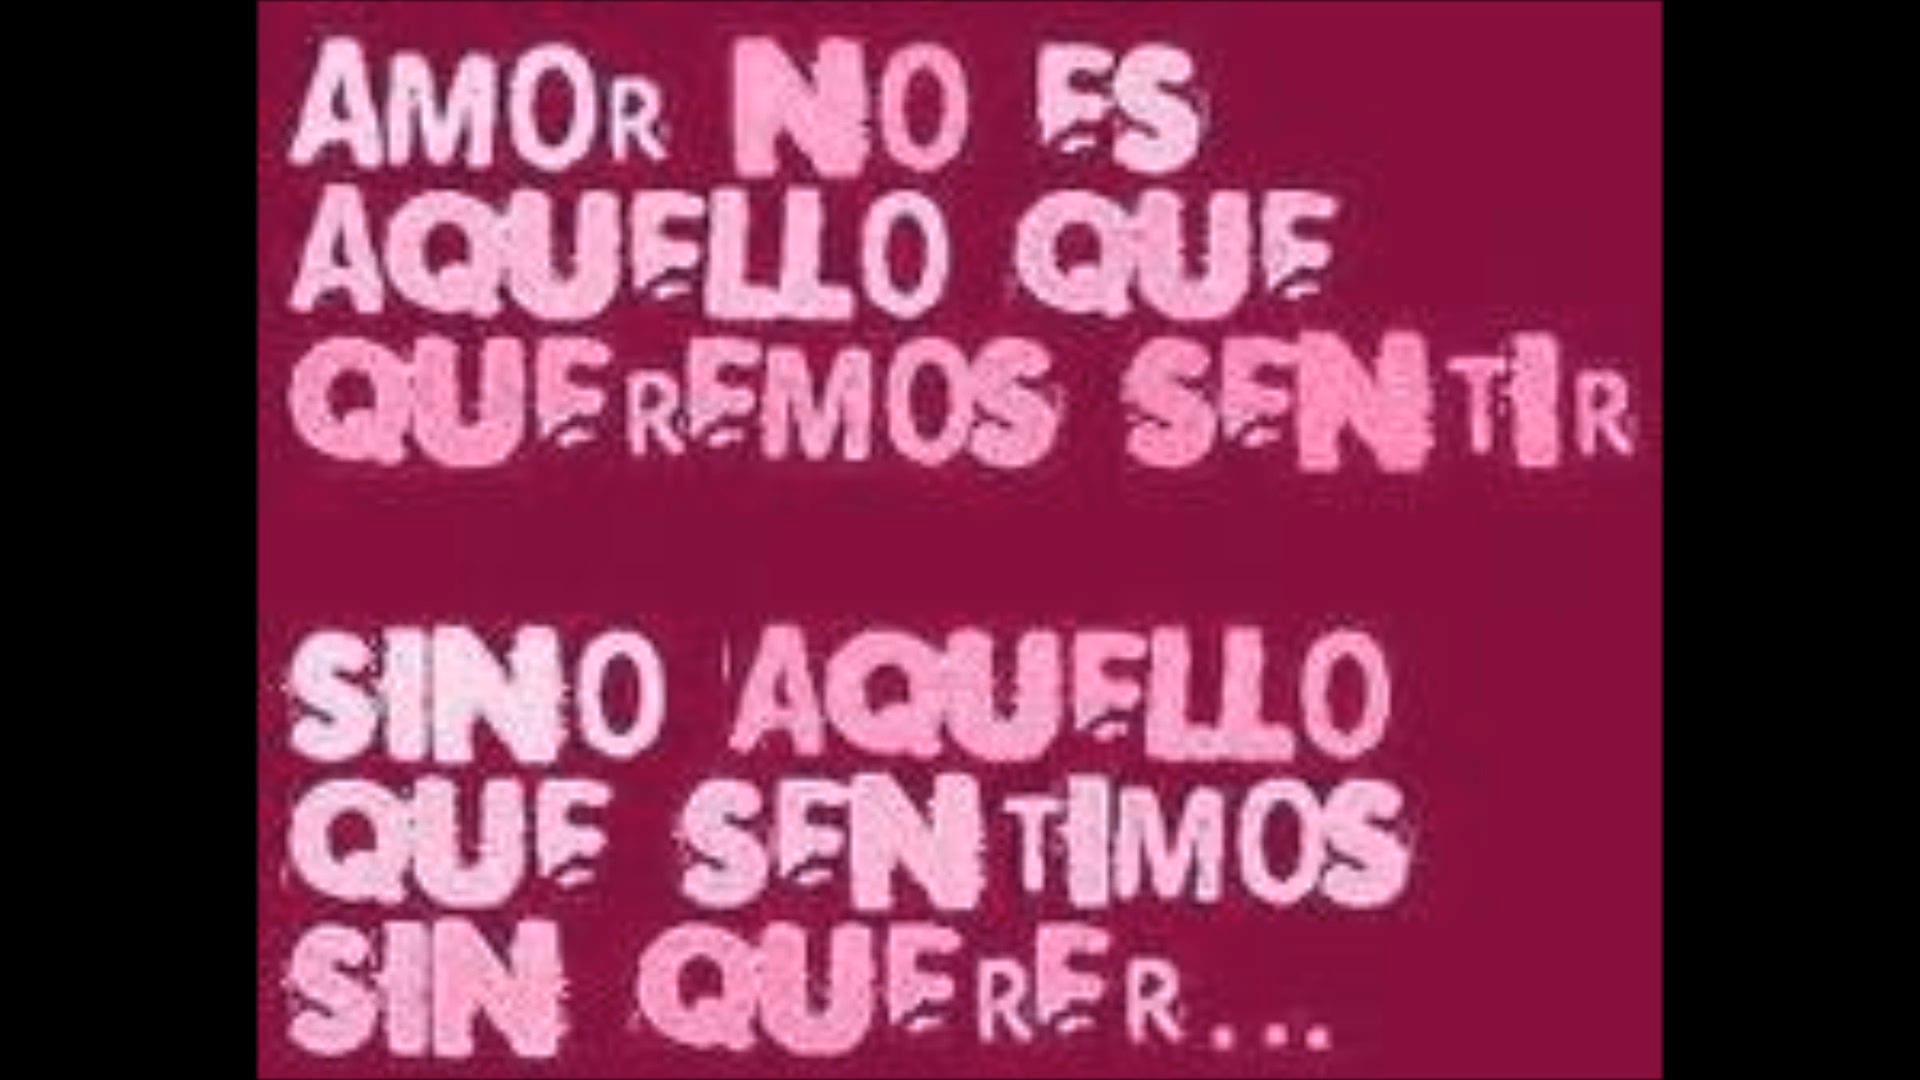 AMOR NO ES
AQUELLO QUE
QUEREMOS SENTIR
SINO AQUELLO
QUE SENTIMOS
SIN QUERER...